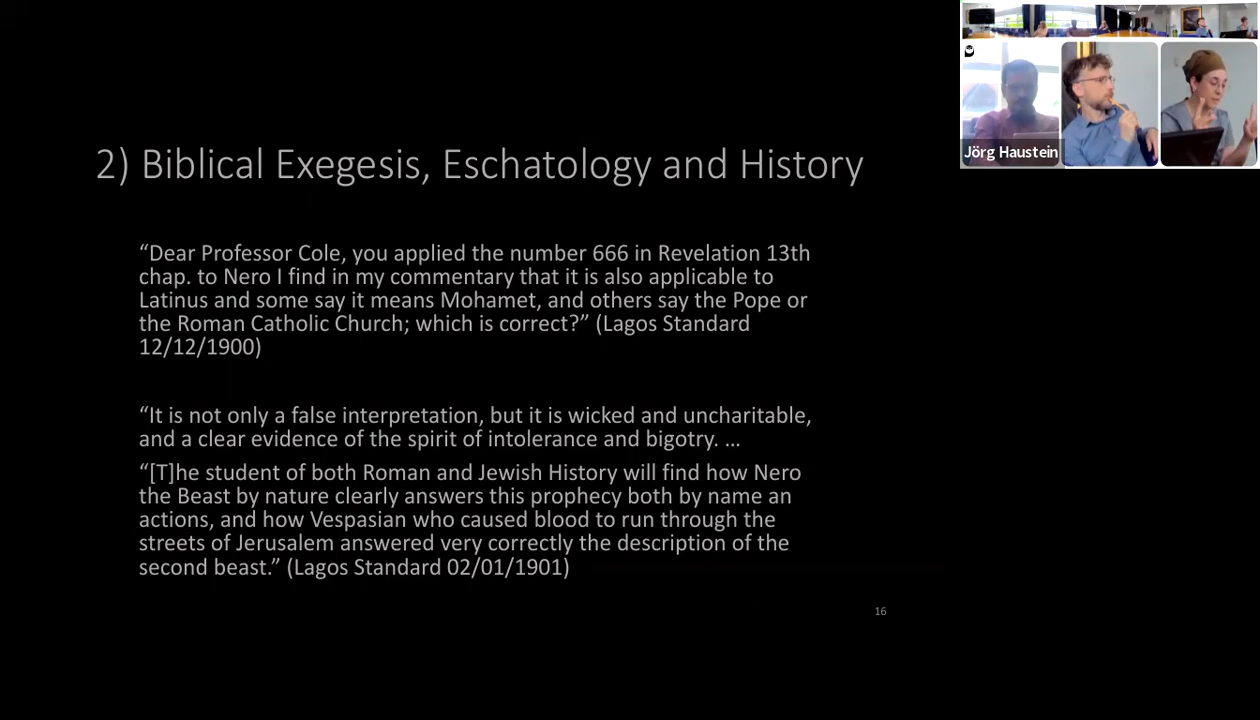 2) Biblical Exegesis, Eschatology and History
“Dear Professor Cole, you applied the number 666 in Revelation 13th
chap. to Nero I find in my commentary that it is also applicable to
Latinus and some say it means Mohamet, and others say the Pope or
the Roman Catholic Church; which is correct?” (Lagos Standard
12/12/1900)
“It is not only a false interpretation, but it is wicked and uncharitable,
and a clear evidence of the spirit of intolerance and bigotry. …
“[T]he student of both Roman and Jewish History will find how Nero
the Beast by nature clearly answers this prophecy both by name an
actions, and how Vespasian who caused blood to run through the
streets of Jerusalem answered very correctly the description of the
second beast.” (Lagos Standard 02/01/1901)
16
Jörg Haustein